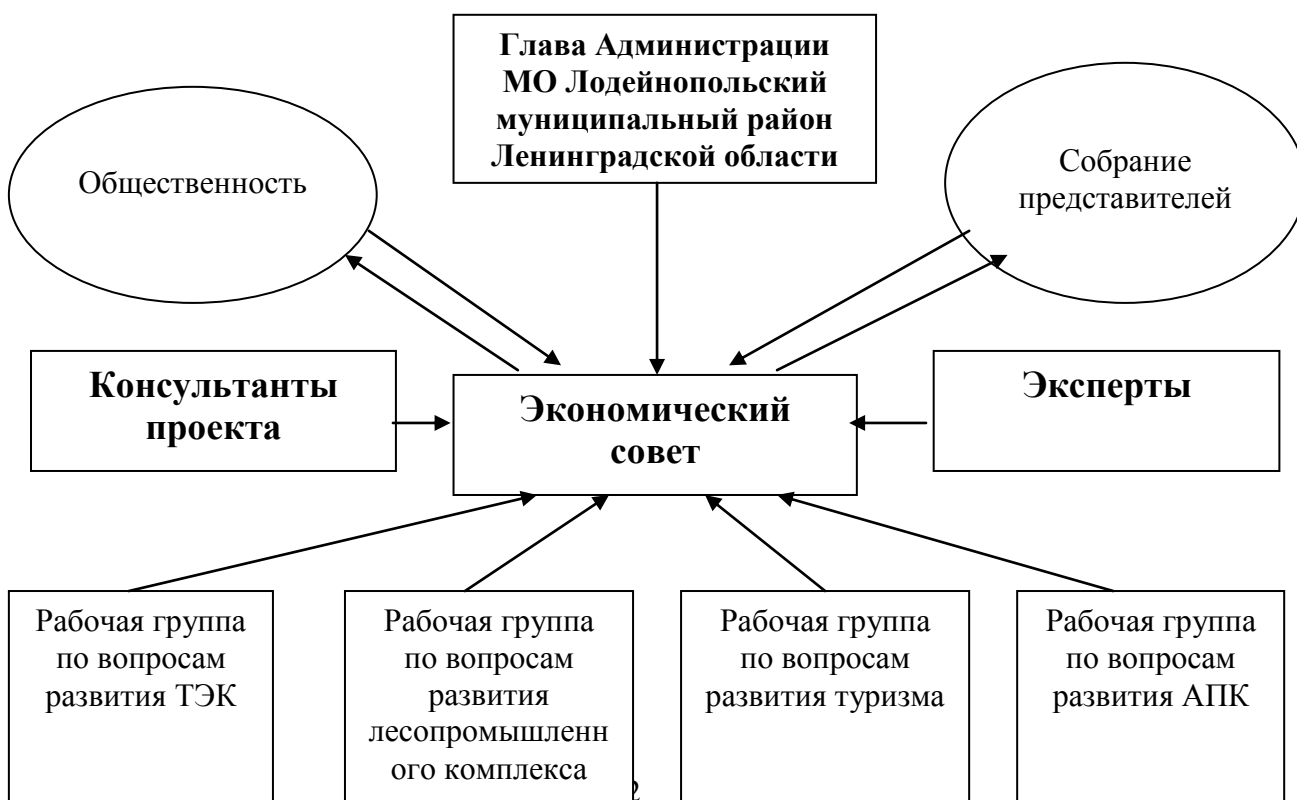 Глава Администрации
МО Лодейнопольский
муниципальный район
Ленинградской области
Общественность
Собрание
представителей
Консультанты
проекта
Экономический
совет
Эксперты
Рабочая группа
по вопросам
развития ТЭК
Рабочая группа
по вопросам
развития
лесопромышленн
ого комплекса
Рабочая группа
по вопросам
развития туризма
Рабочая группа
по вопросам
развития АПК
2